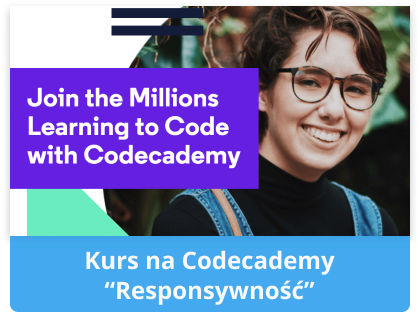 Join the Millions
Learning to Code
with Codecademy
Kurs na Codecademy
“Responsywność”